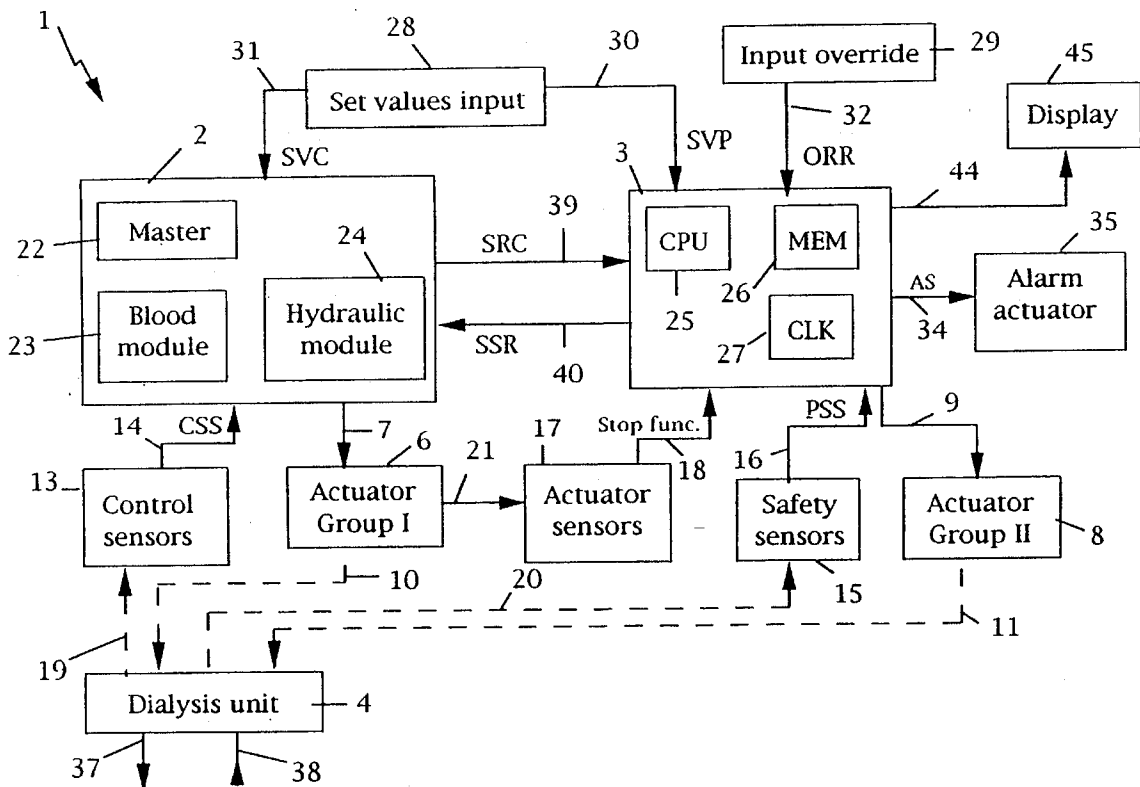 1
31
28
30
Input override
29
45
Set values input
32
Display
2
SVC
SVP
ORR
3
44
22
Master
24
39
CPU
MEM
35
SRC
26
AS
Alarm
actuator
23
Blood
module
Hydraulic
module
25
34
27
CLK
SSR
40
14
CSS
7
6
21
17
Stop func.
18
PSS
16
9
13
Control
sensors
Actuator
Group I
Actuator
sensors
Safety
sensors
Actuator
Group II
8
10
20
15
11
19
Dialysis unit
4
37
38